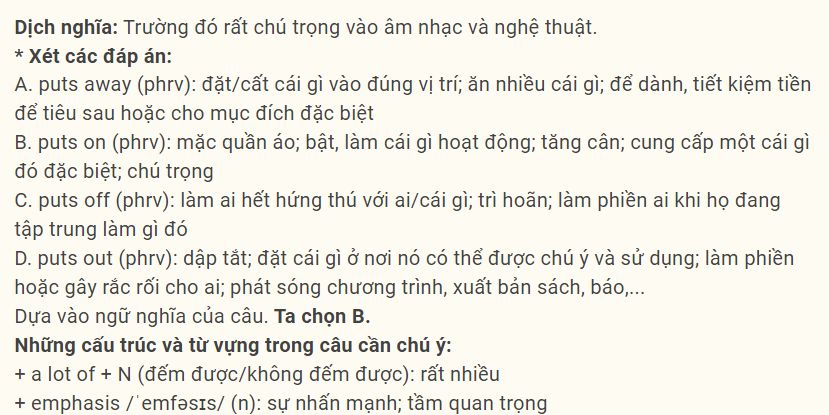 Dịch nghĩa: Trường đó rất chú trọng vào âm nhạc và nghệ thuật.
* Xét các đáp án:
A. puts away (phrv): đặt/cất cái gì vào đúng vị trí; ăn nhiều cái gì; để dành, tiết kiệm tiền
để tiêu sau hoặc cho mục đích đặc biệt
B. puts on (phrv): mặc quần áo; bật, làm cái gì hoạt động; tăng cân; cung cấp một cái gì
đó đặc biệt; chú trọng
C. puts off (phrv): làm ai hết hứng thú với ai/cái gì; trì hoãn; làm phiền ai khi họ đang
tập trung làm gì đó
D. puts out (phrv): dập tắt; đặt cái gì ở nơi nó có thể được chú ý và sử dụng; làm phiền
hoặc gây rắc rối cho ai; phát sóng chương trình, xuất bản sách, báo,...
Dựa vào ngữ nghĩa của câu. Ta chọn B.
Những cấu trúc và từ vựng trong câu cần chú ý:
+ a lot of + N (đếm được/không đếm được): rất nhiều
+ emphasis /ˈemfəsɪs/ (n): sự nhấn mạnh; tầm quan trọng